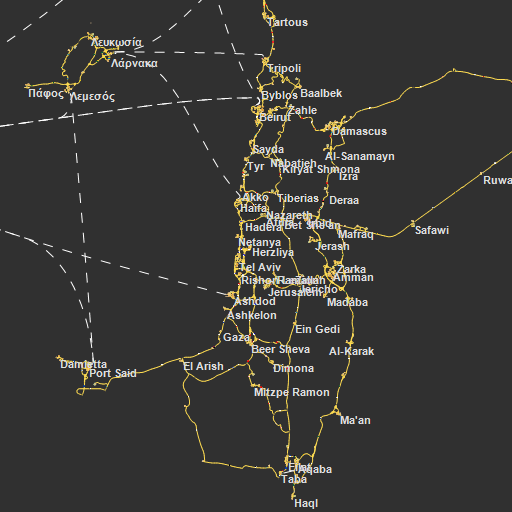 Tartous
Λευκωσία
Λάρνακα
Tripoli
Πάφος
Λεμεσός
Byblos
Baalbek
Zahle
Beirut
Damascus
Sayda
Al-Sanamayn
Tyr
Nabatieh
Kiryat Shmona
Izra
Ruwa
Akko
Tiberias
Deraa
Haifa
Nazareth
Irbid
Hadera
Bet She'an
Safawi
Mafraq
Netanya
Jerash
Herzliya
Tel Aviv
Zarka
Amman
Rishon
Ramallah
Jericho
Jerusalem
Ashdod
Madaba
Ashkelon
Ein Gedi
Gaza
Beer Sheva
Al-Karak
Damietta
El Arish
Dimona
Port Said
Mitzpe Ramon
Ma'an
Eilat
Aqaba
Taba
Haql